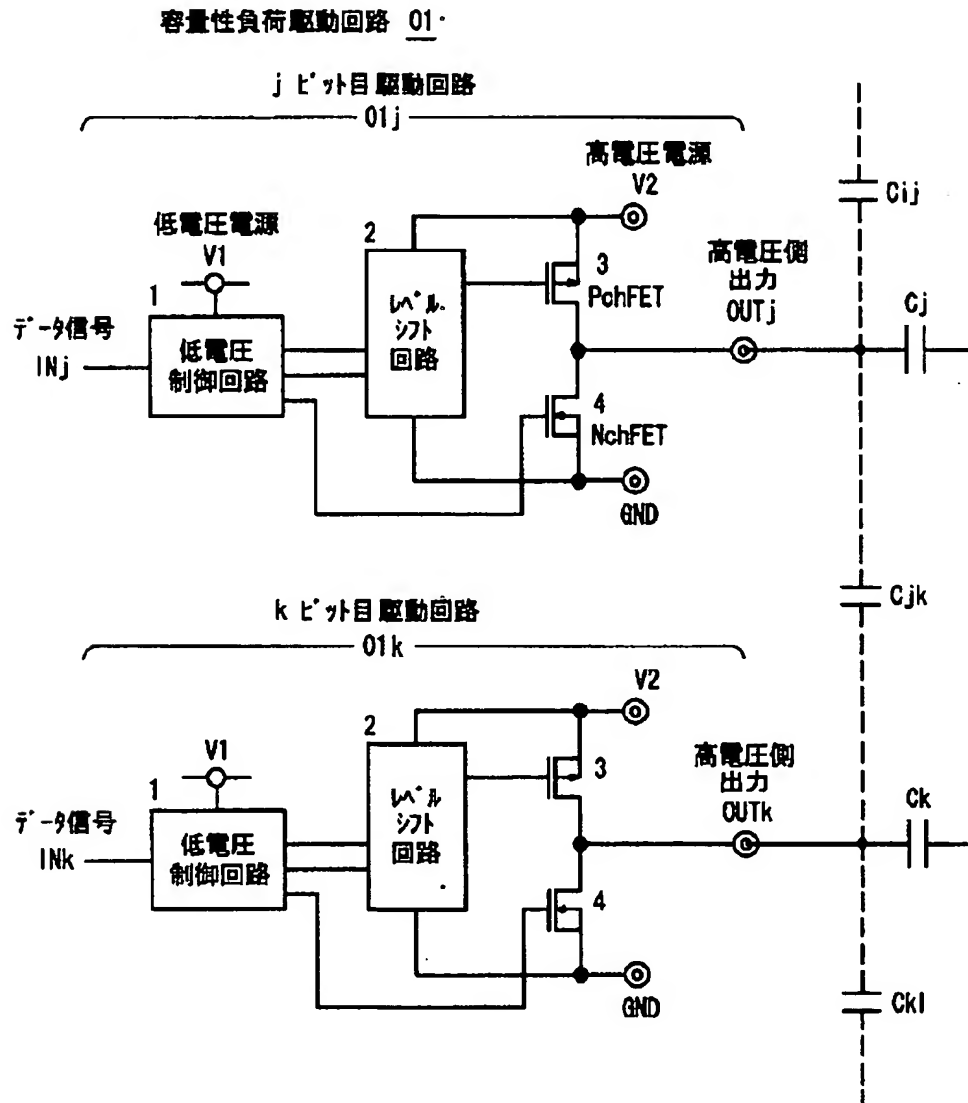 容量性負荷駆動回路 01
j ビット目駆動回路
01j
高電圧電源
V2
低電圧電源
V1
1
2
3
PchFET
高電圧側
出力
OUTj
Cij
Cj
データ信号
INj
低電圧
制御回路
レベル・
シフト
回路
4
NchFET
GND
Cjk
k ビット目駆動回路
01k
V2
V1
1
2
3
高電圧側
出力
OUTk
Ck
データ信号
INk
低電圧
制御回路
レベル
シフト
回路
4
GND
Ckl